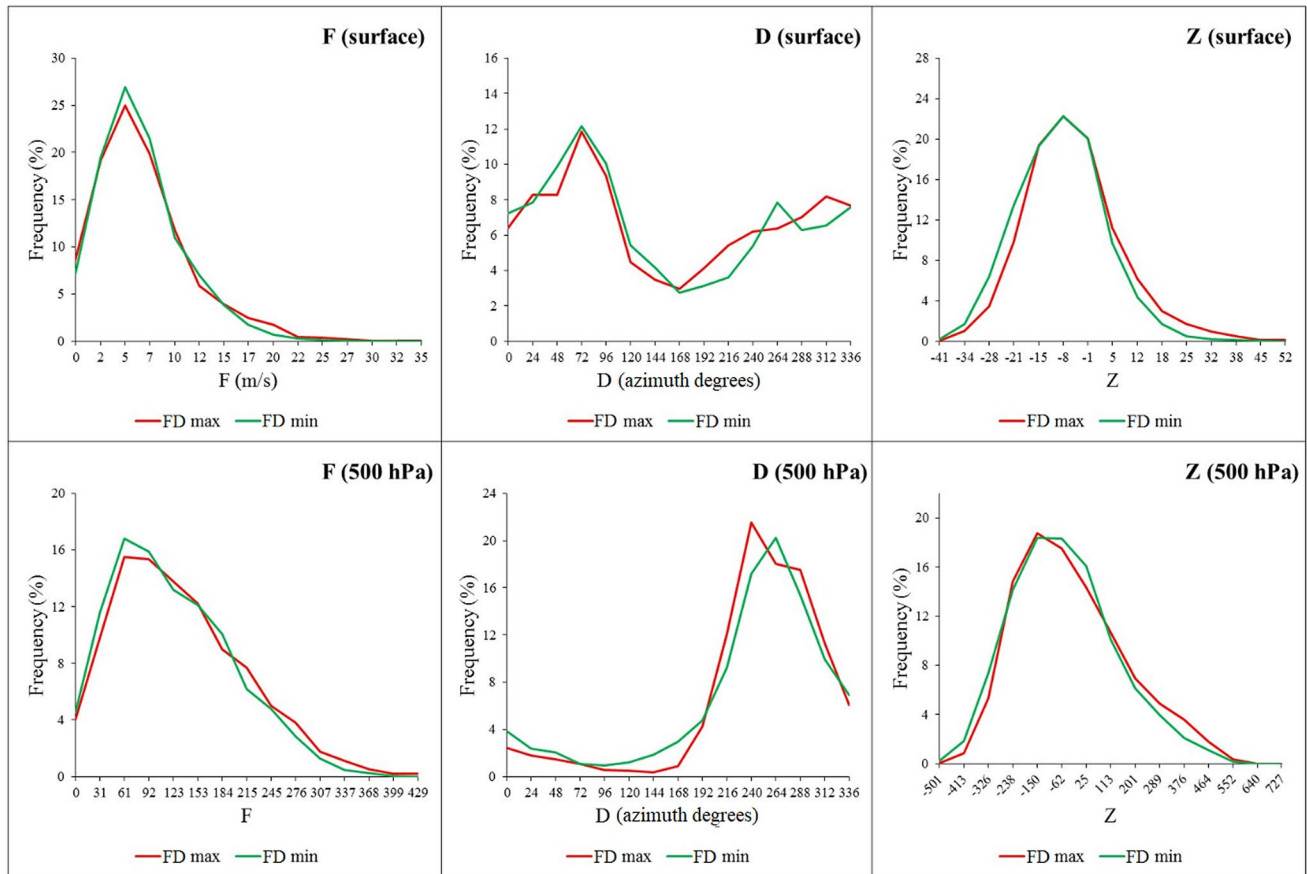 F (surface)
30
25
20
15
10
5
0
Frequency (%)
0 2 5 7 10 12 15 17 20 22 25 27 30 32 35
F (m/s)
FD max FD min
D (surface)
16
14
12
10
8
6
4
2
0
Frequency (%)
0 24 48 72 96 120 144 168 192 216 240 264 288 312 336
D (azimuth degrees)
FD max FD min
Z (surface)
28
24
20
16
12
8
4
0
Frequency (%)
-41 -34 -28 -21 -15 -8 -1 5 12 18 25 32 38 45 52
Z
FD max FD min
F (500 hPa)
20
16
12
8
4
0
Frequency (%)
0 31 61 92 123 153 184 215 245 276 307 337 368 399 429
F
FD max FD min
D (500 hPa)
24
20
16
12
8
4
0
Frequency (%)
0 24 48 72 96 120 144 168 192 216 240 264 288 312 336
D (azimuth degrees)
FD max FD min
Z (500 hPa)
20
16
12
8
4
0
Frequency (%)
-501 -413 -326 -238 -150 -62 25 113 201 289 376 464 552 640 727
Z
FD max FD min